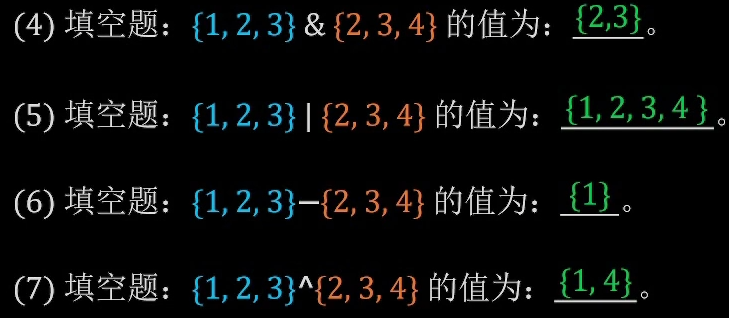 (4) 填空题：{1, 2, 3} & {2, 3, 4} 的值为：{2,3}。
(5) 填空题：{1, 2, 3} | {2, 3, 4} 的值为：{1, 2, 3, 4 }。
(6) 填空题：{1, 2, 3}−{2, 3, 4} 的值为：{1}。
(7) 填空题：{1, 2, 3}^{2, 3, 4} 的值为：{1, 4}。